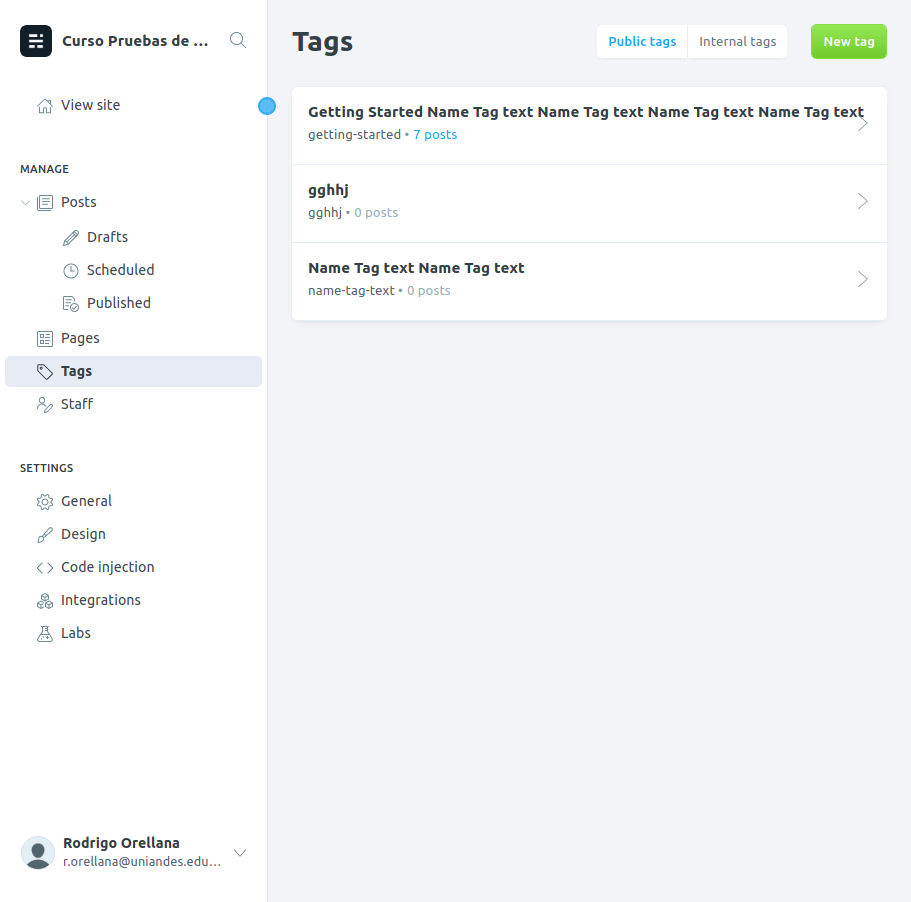 Curso Pruebas de ...
View site
MANAGE
Posts
Drafts
Scheduled
Published
Pages
Tags
Staff
SETTINGS
General
Design
Code injection
Integrations
Labs
Rodrigo Orellana
r.orellana@uniandes.edu...
Tags
Public tags
Internal tags
New tag
Getting Started Name Tag text Name Tag text Name Tag text Name Tag text
getting-started • 7 posts
gghhj
gghhj • 0 posts
Name Tag text Name Tag text
name-tag-text • 0 posts